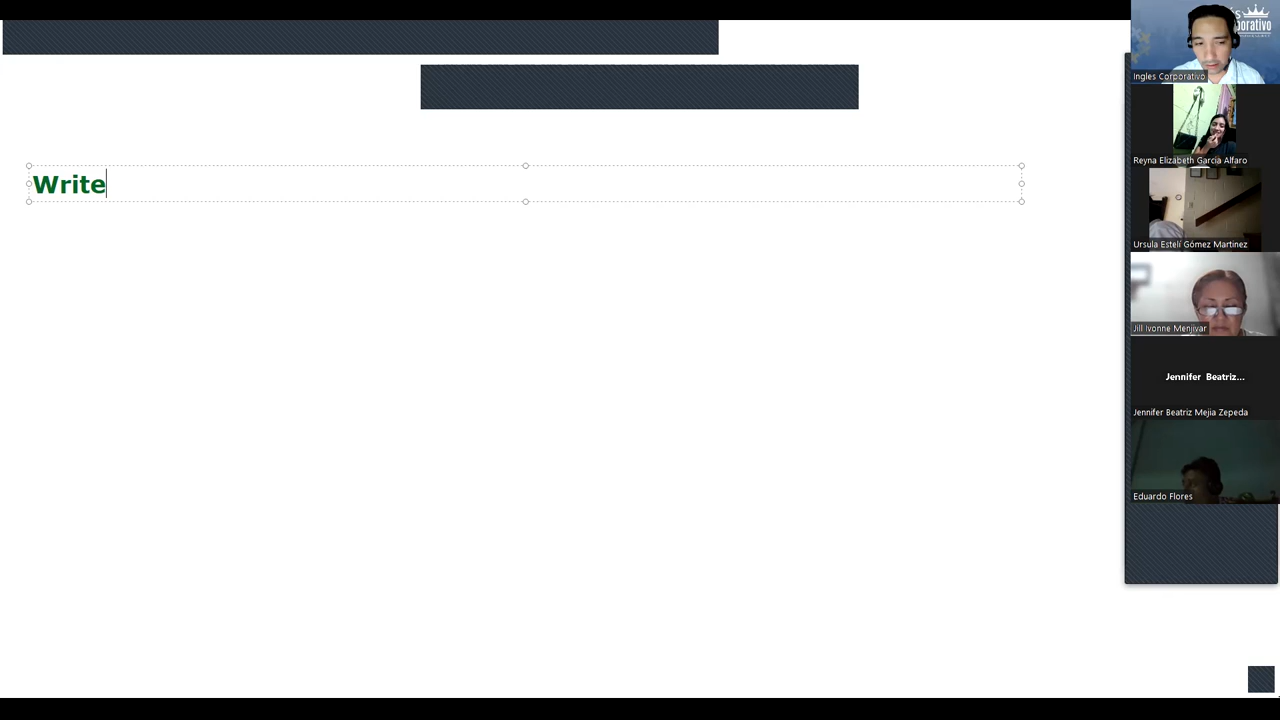 Write
Ingles Corporativo
Reyna Elizabeth García Alfaro
Ursula Estelí Gómez Martinez
Jill Ivonne Menjivar
Jennifer Beatriz...
Jennifer Beatriz Mejia Zepeda
Eduardo Flores